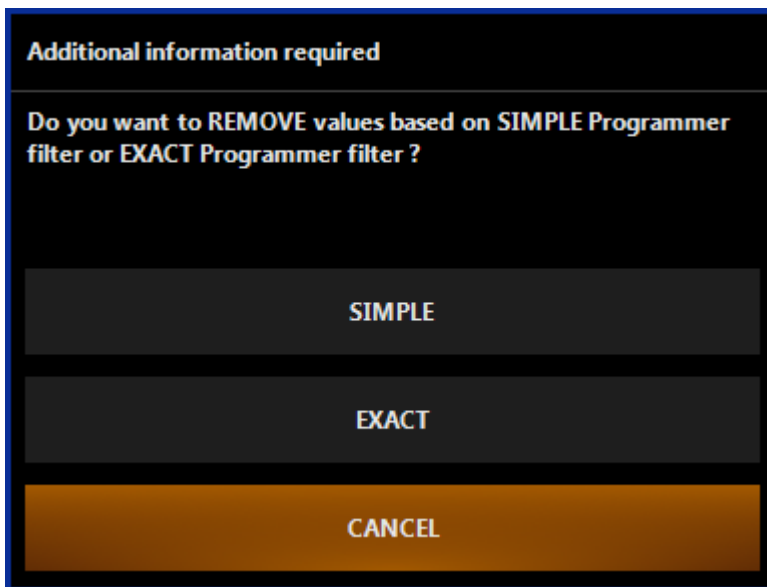 Additional information required
Do you want to REMOVE values based on SIMPLE Programmer
filter or EXACT Programmer filter ?
SIMPLE
EXACT
CANCEL